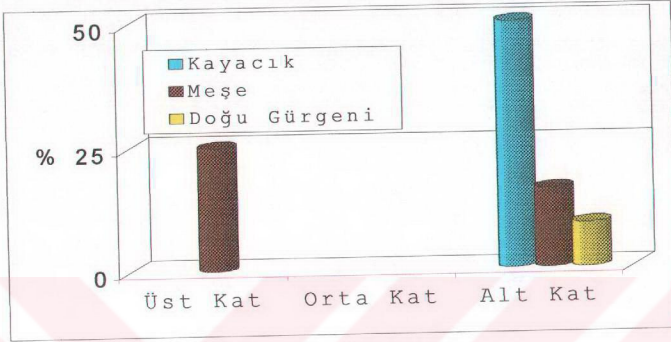 50
Kayacık
Meşe
Doğu Gürgeni
% 25
0
Üst Kat Orta Kat Alt Kat